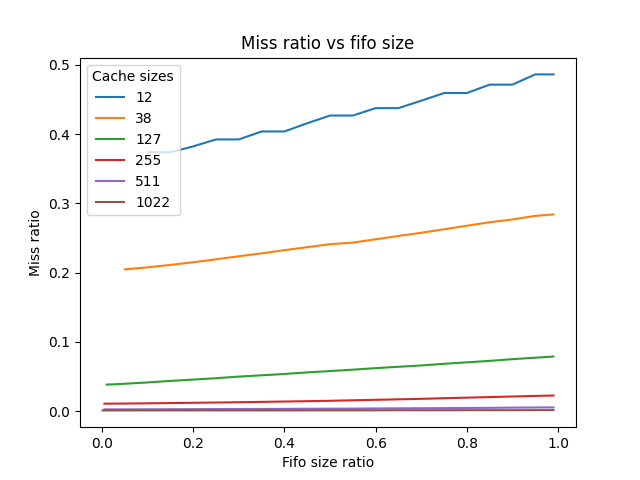 Miss ratio vs fifo size
Cache sizes
12
38
127
255
511
1022
Miss ratio
0.5
0.4
0.3
0.2
0.1
0.0
0.0 0.2 0.4 0.6 0.8 1.0
Fifo size ratio